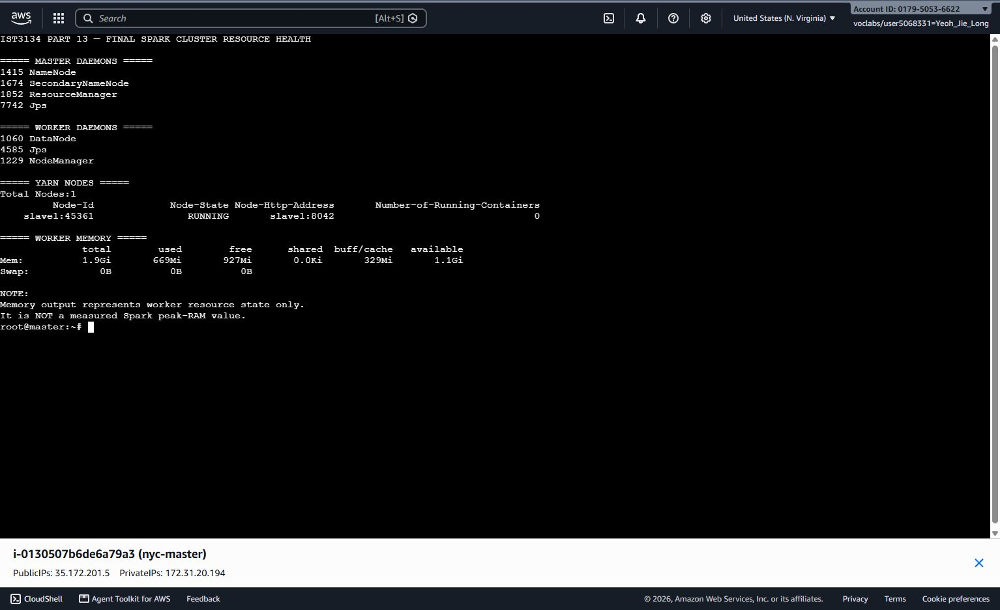 aws
Search [Alt+S]
United States (N. Virginia)
Account ID: 0179-5053-6622
voclabs/user5068331=Yeoh_Jie_Long
IST3134 PART 13 — FINAL SPARK CLUSTER RESOURCE HEALTH
===== MASTER DAEMONS =====
1415 NameNode
1674 SecondaryNameNode
1852 ResourceManager
7742 Jps
===== WORKER DAEMONS =====
1060 DataNode
4585 Jps
1229 NodeManager
===== YARN NODES =====
Total Nodes:1
Node-Id Node-State Node-Http-Address Number-of-Running-Containers
slave1:45361 RUNNING slave1:8042 0
===== WORKER MEMORY =====
total used free shared buff/cache available
Mem: 1.9Gi 669Mi 927Mi 0.0Ki 329Mi 1.1Gi
Swap: 0B 0B 0B
NOTE:
Memory output represents worker resource state only.
It is NOT a measured Spark peak-RAM value.
root@master:~#
i-0130507b6de6a79a3 (nyc-master)
PublicIPs: 35.172.201.5 PrivateIPs: 172.31.20.194
CloudShell Agent Toolkit for AWS Feedback © 2026, Amazon Web Services, Inc. or its affiliates. Privacy Terms Cookie preferences